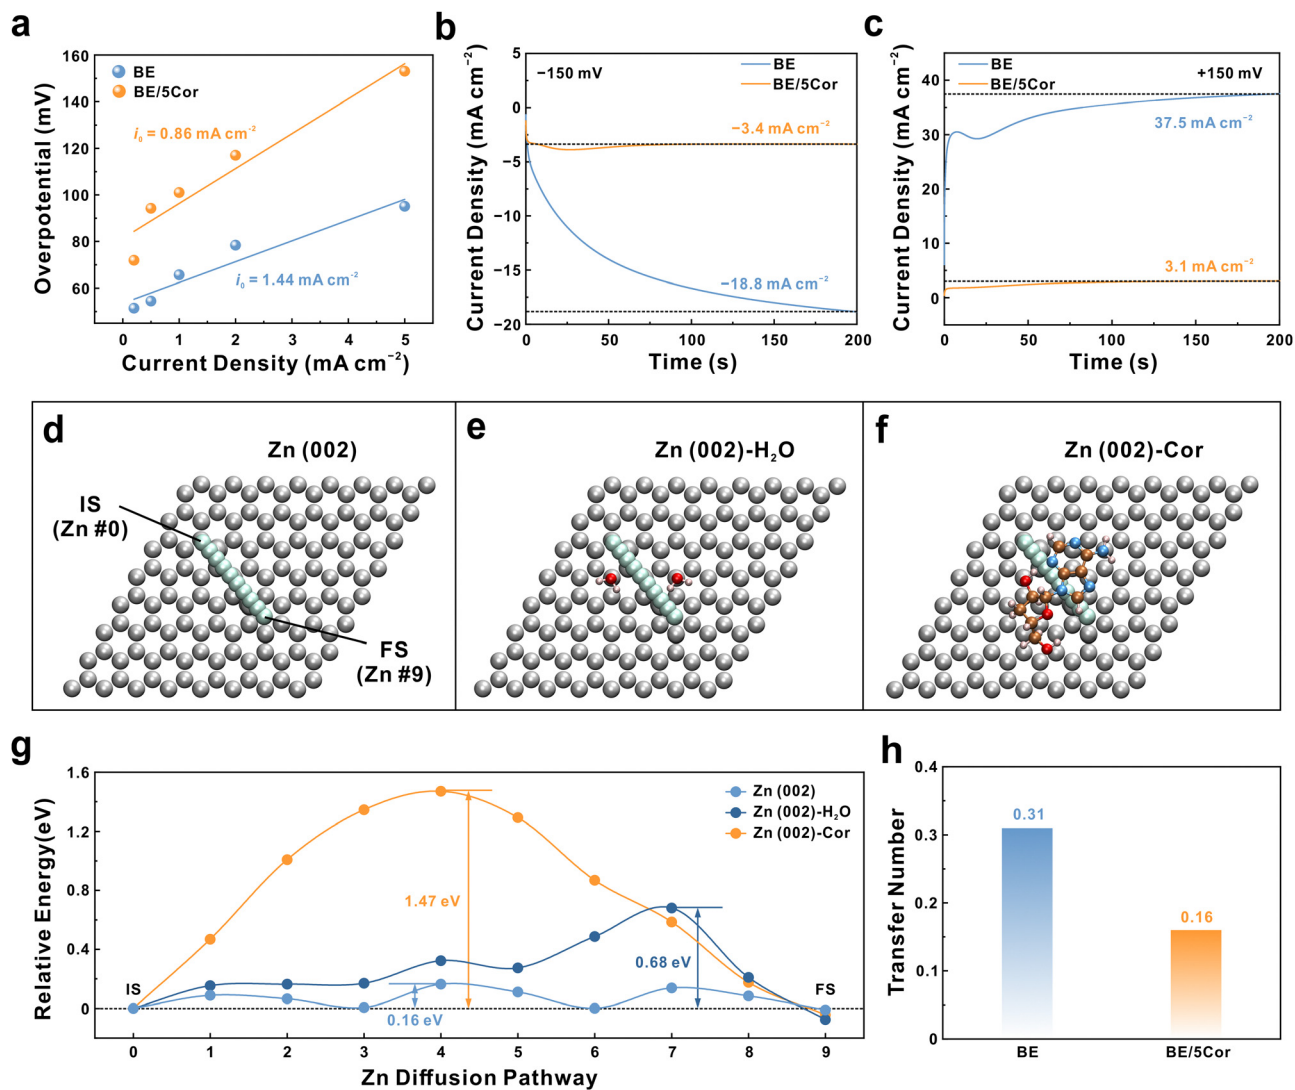 a
160
140
120
100
80
60
Overpotential (mV)
BE
BE/5Cor
i₀ = 0.86 mA cm⁻²
i₀ = 1.44 mA cm⁻²
0 1 2 3 4 5
Current Density (mA cm⁻²)
b
5
0
−5
−10
−15
−20
Current Density (mA cm⁻²)
−150 mV
BE
BE/5Cor
−3.4 mA cm⁻²
−18.8 mA cm⁻²
0 50 100 150 200
Time (s)
c
40
30
20
10
0
Current Density (mA cm⁻²)
BE
BE/5Cor
+150 mV
37.5 mA cm⁻²
3.1 mA cm⁻²
0 50 100 150 200
Time (s)
d
Zn (002)
IS
(Zn #0)
FS
(Zn #9)
e
Zn (002)-H₂O
f
Zn (002)-Cor
g
1.6
1.2
0.8
0.4
0
Relative Energy(eV)
Zn (002)
Zn (002)-H₂O
Zn (002)-Cor
1.47 eV
0.68 eV
0.16 eV
IS
FS
0 1 2 3 4 5 6 7 8 9
Zn Diffusion Pathway
h
0.4
0.3
0.2
0.1
0
Transfer Number
0.31
0.16
BE
BE/5Cor